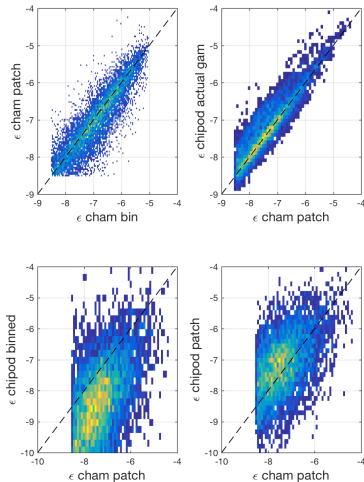 -4
-5
-6
-7
-8
-9
-9 -8 -7 -6 -5 -4
ϵ cham patch
ϵ cham bin
-4
-5
-6
-7
-8
-9
-9 -8 -7 -6 -5 -4
ϵ chipod actual gam
ϵ cham patch
-4
-5
-6
-7
-8
-9
-10
-10 -8 -6 -4
ϵ chipod binned
ϵ cham patch
-4
-5
-6
-7
-8
-9
-10
-10 -8 -6 -4
ϵ chipod patch
ϵ cham patch